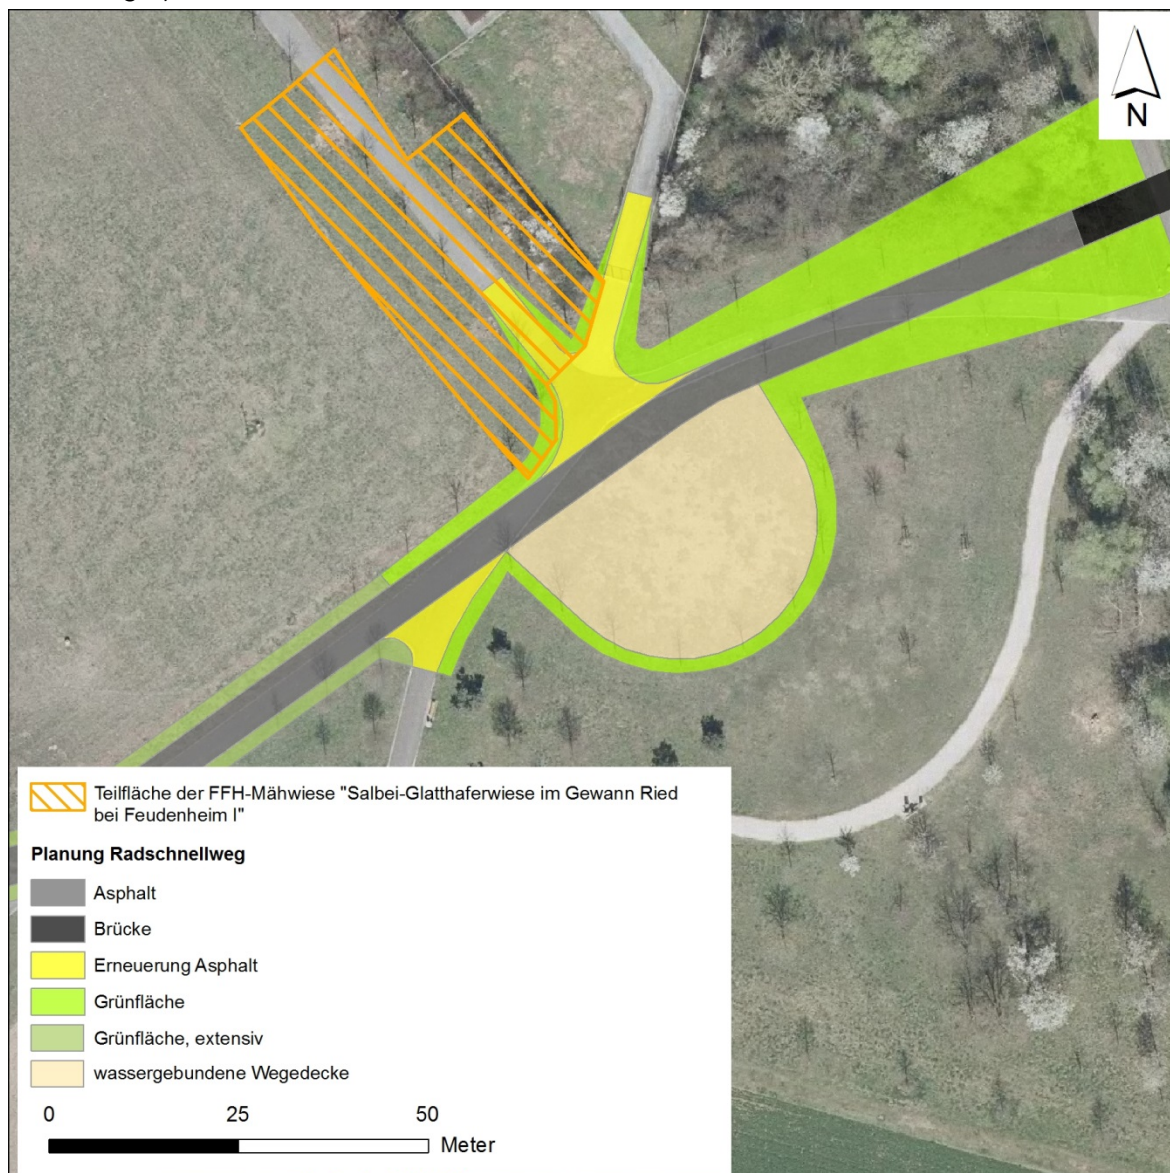 N
Teilfläche der FFH-Mähwiese "Salbei-Glatthaferwiese im Gewann Ried
bei Feudenheim I"
Planung Radschnellweg
Asphalt
Brücke
Erneuerung Asphalt
Grünfläche
Grünfläche, extensiv
wassergebundene Wegedecke
0 25 50
Meter